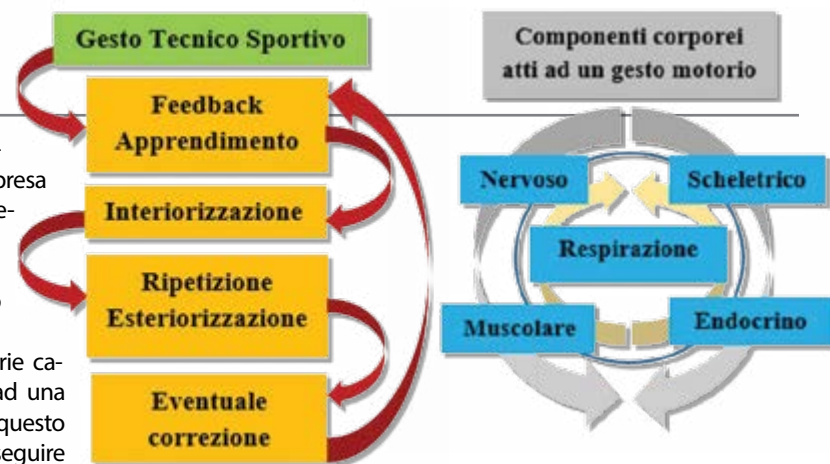 Gesto Tecnico Sportivo
Feedback
Apprendimento
Interiorizzazione
Ripetizione
Esteriorizzazione
Eventuale
correzione
Componenti corporei
atti ad un gesto motorio
Nervoso
Scheletrico
Respirazione
Muscolare
Endocrino
presa
e-
rie ca-
ad una
questo
seguire